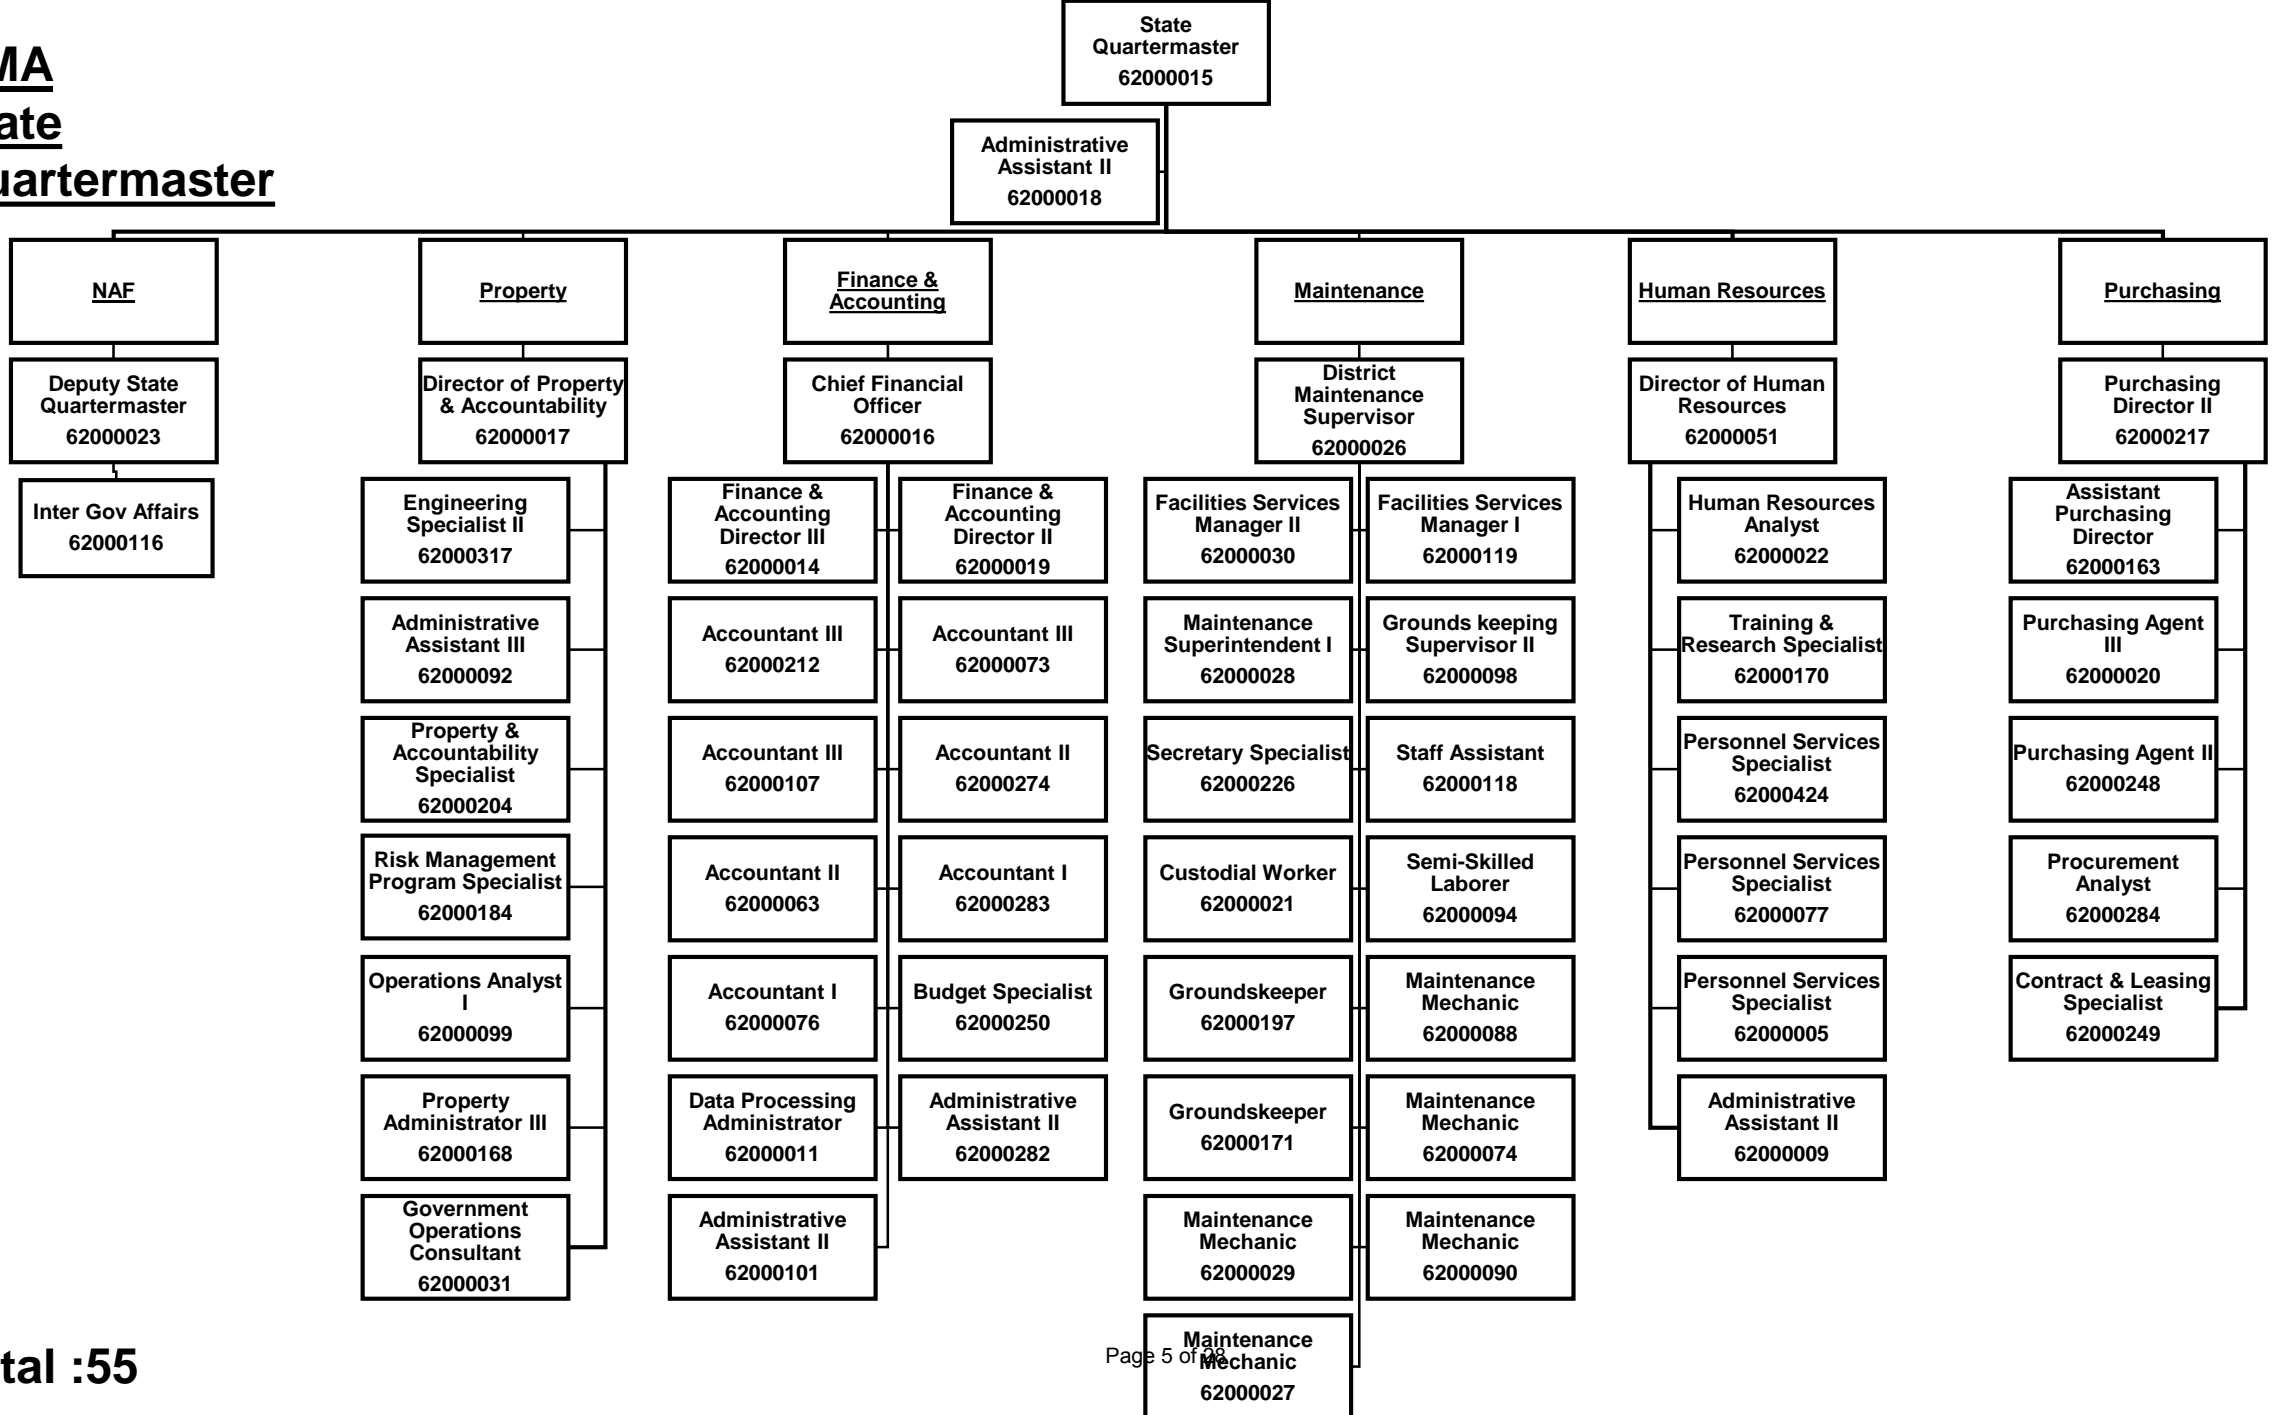 MA
ate
uartermaster
State
Quartermaster
62000015
Administrative
Assistant II
62000018
NAF
Deputy State
Quartermaster
62000023
Inter Gov Affairs
62000116
Property
Director of Property
& Accountability
62000017
Engineering
Specialist II
62000317
Administrative
Assistant III
62000092
Property &
Accountability
Specialist
62000204
Risk Management
Program Specialist
62000184
Operations Analyst
I
62000099
Property
Administrator III
62000168
Government
Operations
Consultant
62000031
Finance &
Accounting
Chief Financial
Officer
62000016
Finance &
Accounting
Director III
62000014
Finance &
Accounting
Director II
62000019
Accountant III
62000212
Accountant III
62000073
Accountant III
62000107
Accountant II
62000274
Accountant II
62000063
Accountant I
62000283
Accountant I
62000076
Budget Specialist
62000250
Data Processing
Administrator
62000011
Administrative
Assistant II
62000282
Administrative
Assistant II
62000101
Maintenance
District
Maintenance
Supervisor
62000026
Facilities Services
Manager II
62000030
Facilities Services
Manager I
62000119
Maintenance
Superintendent I
62000028
Grounds keeping
Supervisor II
62000098
Secretary Specialist
62000226
Staff Assistant
62000118
Custodial Worker
62000021
Semi-Skilled
Laborer
62000094
Groundskeeper
62000197
Maintenance
Mechanic
62000088
Groundskeeper
62000171
Maintenance
Mechanic
62000074
Maintenance
Mechanic
62000029
Maintenance
Mechanic
62000090
Maintenance
Mechanic
62000027
Human Resources
Director of Human
Resources
62000051
Human Resources
Analyst
62000022
Training &
Research Specialist
62000170
Personnel Services
Specialist
62000424
Personnel Services
Specialist
62000077
Personnel Services
Specialist
62000005
Administrative
Assistant II
62000009
Purchasing
Purchasing
Director II
62000217
Assistant
Purchasing
Director
62000163
Purchasing Agent
III
62000020
Purchasing Agent II
62000248
Procurement
Analyst
62000284
Contract & Leasing
Specialist
62000249
tal :55
Page 5 of 28